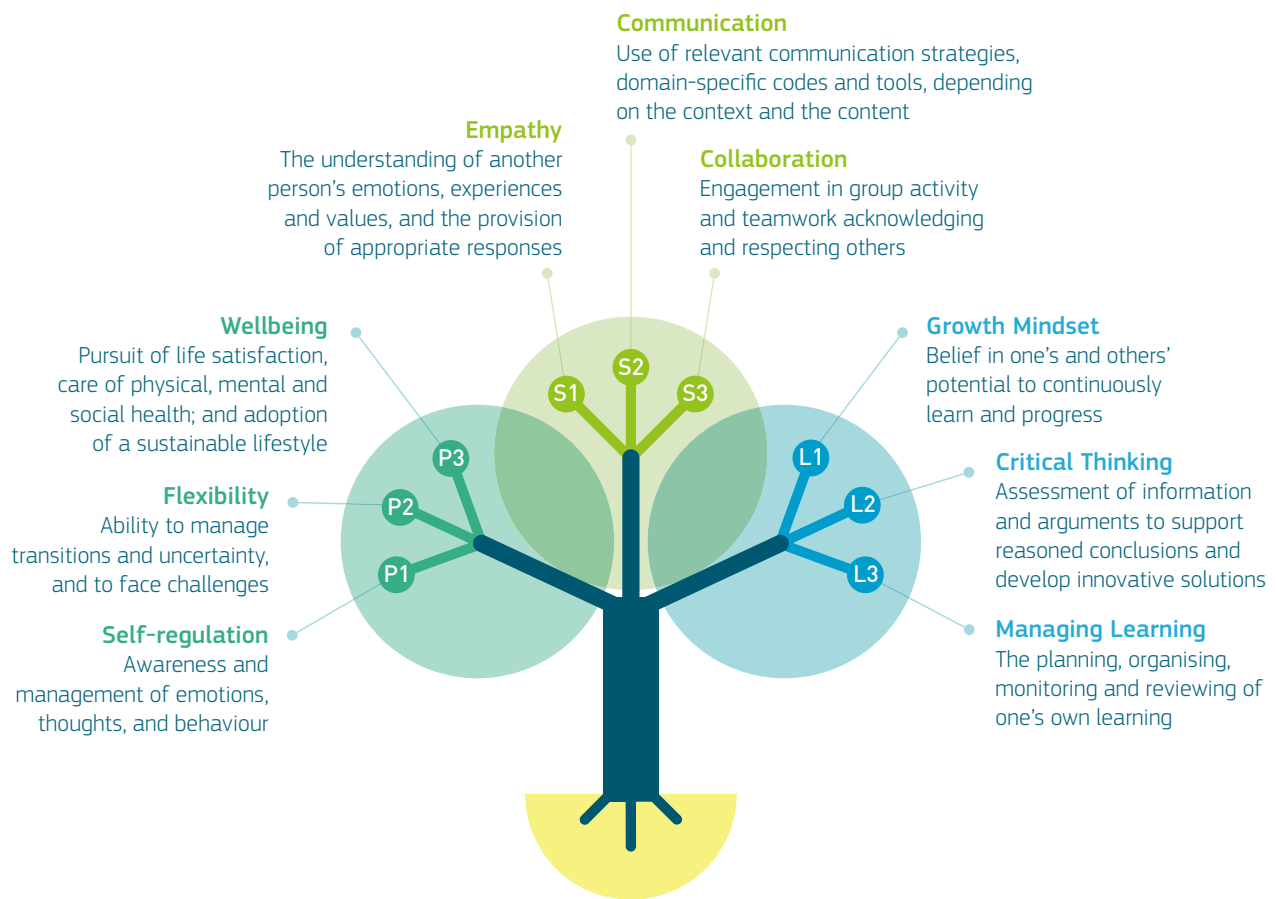 Communication
Use of relevant communication strategies,
domain-specific codes and tools, depending
on the context and the content
Empathy
The understanding of another
person's emotions, experiences
and values, and the provision
of appropriate responses
Collaboration
Engagement in group activity
and teamwork acknowledging
and respecting others
Wellbeing
Pursuit of life satisfaction,
care of physical, mental and
social health; and adoption
of a sustainable lifestyle
Flexibility
Ability to manage
transitions and uncertainty,
and to face challenges
Self-regulation
Awareness and
management of emotions,
thoughts, and behaviour
P3
P2
P1
S1
S2
S3
L1
L2
L3
Growth Mindset
Belief in one's and others'
potential to continuously
learn and progress
Critical Thinking
Assessment of information
and arguments to support
reasoned conclusions and
develop innovative solutions
Managing Learning
The planning, organising,
monitoring and reviewing of
one's own learning